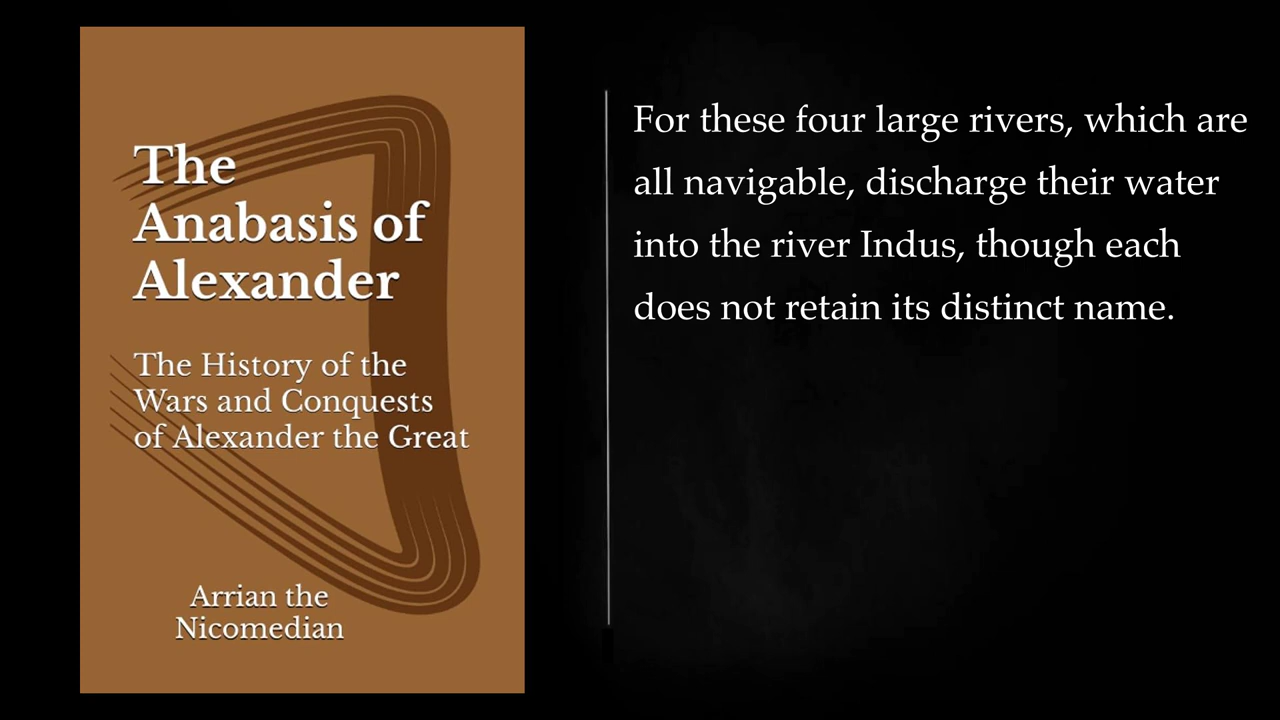 The
Anabasis of
Alexander
The History of the
Wars and Conquests
of Alexander the Great
Arrian the
Nicomedian
For these four large rivers, which are
all navigable, discharge their water
into the river Indus, though each
does not retain its distinct name.